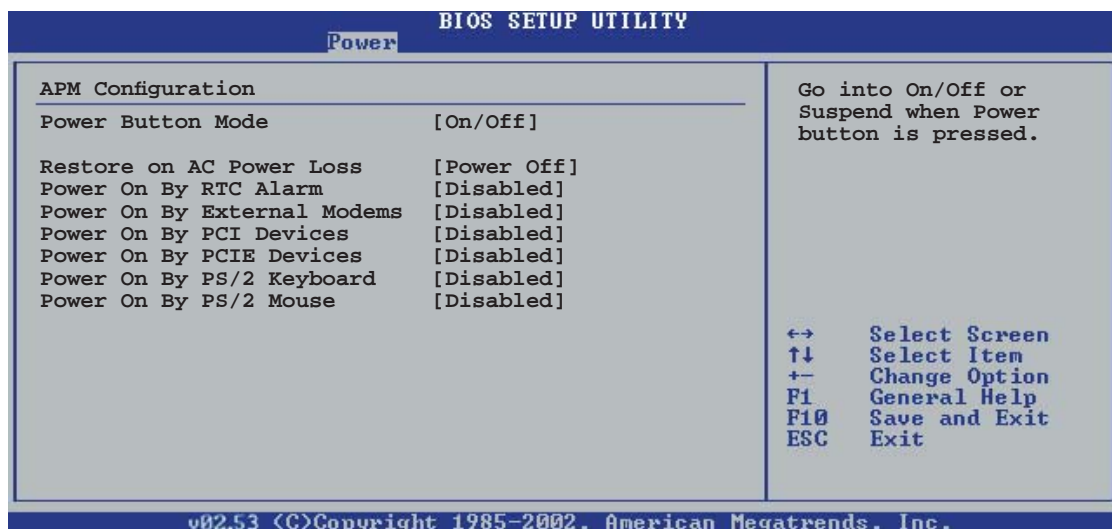 BIOS SETUP UTILITY
Power
APM Configuration
Power Button Mode [On/Off]
Restore on AC Power Loss [Power Off]
Power On By RTC Alarm [Disabled]
Power On By External Modems [Disabled]
Power On By PCI Devices [Disabled]
Power On By PCIE Devices [Disabled]
Power On By PS/2 Keyboard [Disabled]
Power On By PS/2 Mouse [Disabled]
Go into On/Off or
Suspend when Power
button is pressed.
←→ Select Screen
↑↓ Select Item
+- Change Option
F1 General Help
F10 Save and Exit
ESC Exit
v02.53 (C)Copyright 1985-2002, American Megatrends, Inc.